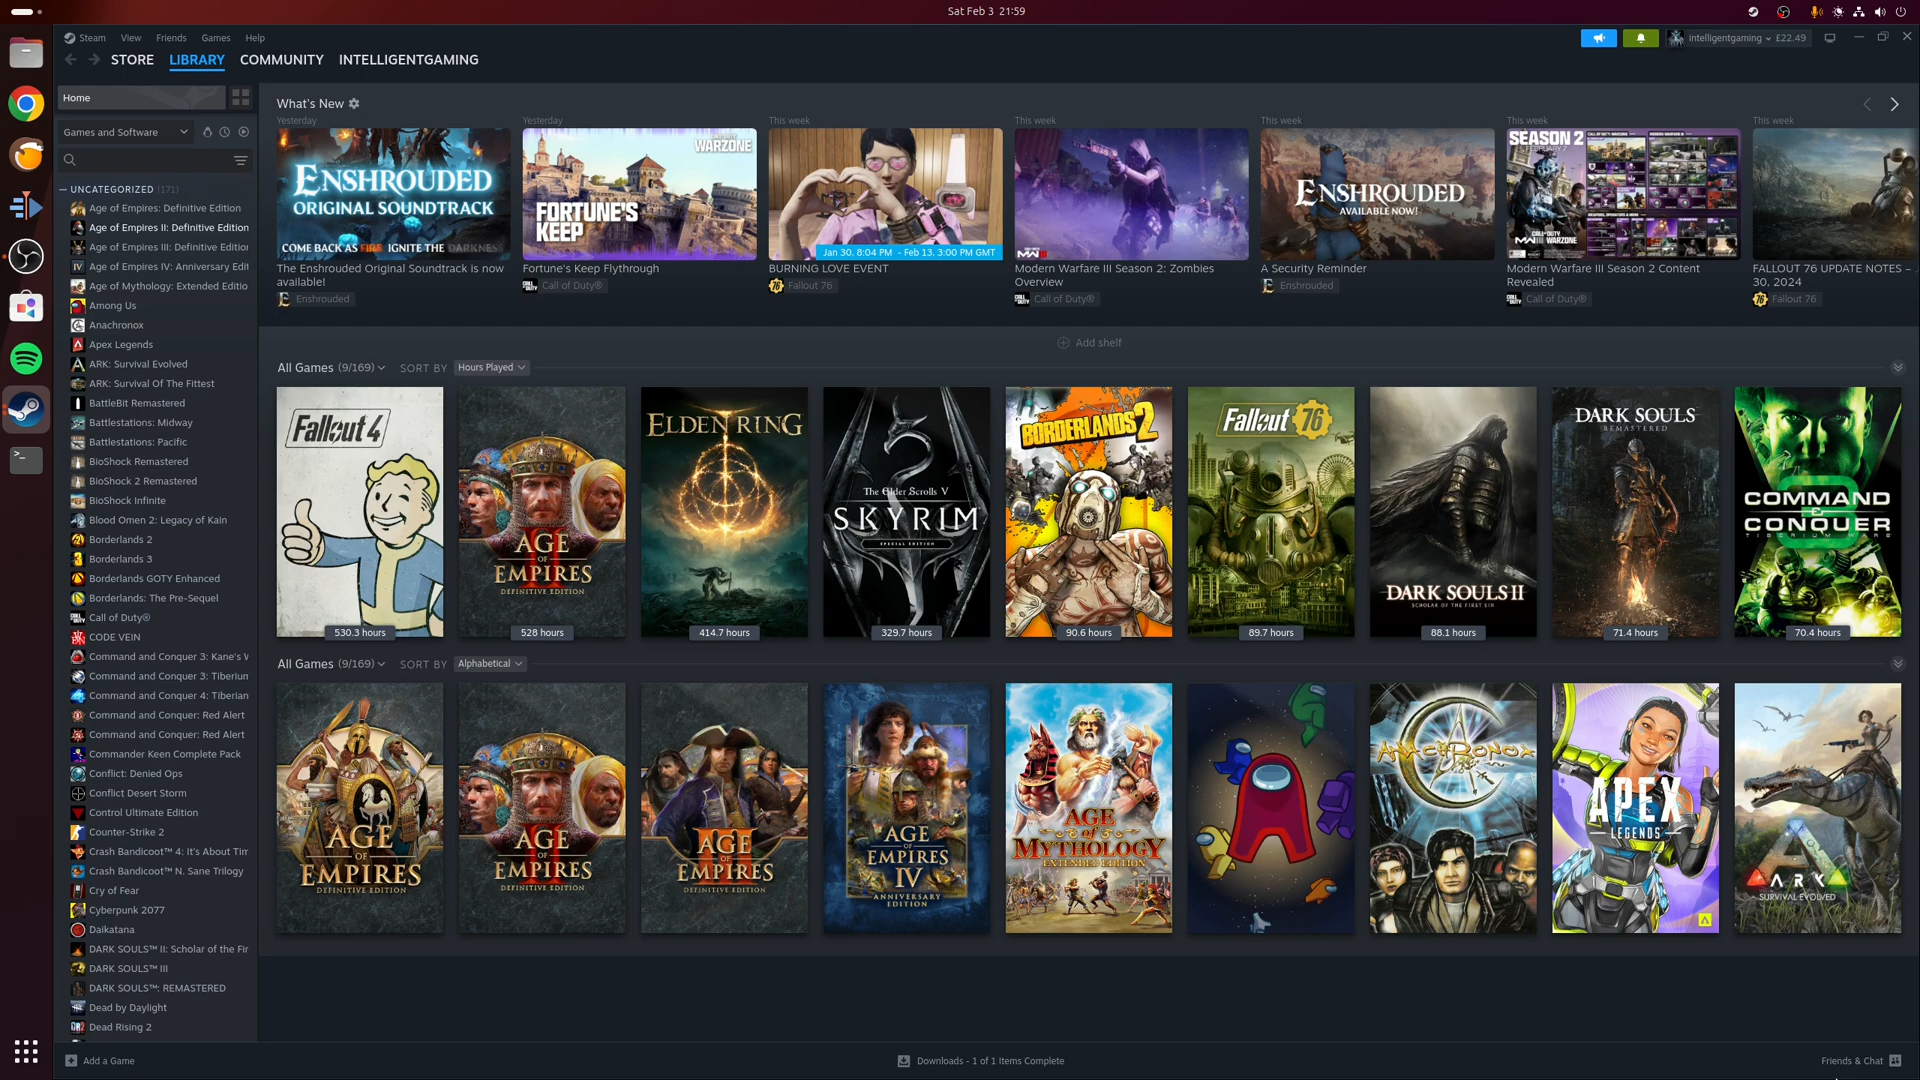 Sat Feb 3 21:59
Steam View Friends Games Help
intelligentgaming £22.49
STORE LIBRARY COMMUNITY INTELLIGENTGAMING
Home
Games and Software
UNCATEGORIZED (171)
Age of Empires: Definitive Edition
Age of Empires II: Definitive Edition
Age of Empires III: Definitive Edition
Age of Empires IV: Anniversary Edit
Age of Mythology: Extended Editio
Among Us
Anachronox
Apex Legends
ARK: Survival Evolved
ARK: Survival Of The Fittest
BattleBit Remastered
Battlestations: Midway
Battlestations: Pacific
BioShock Remastered
BioShock 2 Remastered
BioShock Infinite
Blood Omen 2: Legacy of Kain
Borderlands 2
Borderlands 3
Borderlands GOTY Enhanced
Borderlands: The Pre-Sequel
Call of Duty®
CODE VEIN
Command and Conquer 3: Kane's W
Command and Conquer 3: Tiberium
Command and Conquer 4: Tiberian
Command and Conquer: Red Alert
Command and Conquer: Red Alert
Commander Keen Complete Pack
Conflict: Denied Ops
Conflict Desert Storm
Control Ultimate Edition
Counter-Strike 2
Crash Bandicoot™ 4: It's About Tim
Crash Bandicoot™ N. Sane Trilogy
Cry of Fear
Cyberpunk 2077
Daikatana
DARK SOULS™ II: Scholar of the Fir
DARK SOULS™ III
DARK SOULS™: REMASTERED
Dead by Daylight
Dead Rising 2
What's New
Yesterday
ENSHROUDED
ORIGINAL SOUNDTRACK
COME BACK AS FIRE IGNITE THE DARKNESS
The Enshrouded Original Soundtrack is now
available!
Enshrouded
Yesterday
WARZONE
FORTUNE'S
KEEP
Fortune's Keep Flythrough
Call of Duty®
This week
Jan 30, 8:04 PM - Feb 13, 3:00 PM GMT
BURNING LOVE EVENT
Fallout 76
This week
MWIII
Modern Warfare III Season 2: Zombies
Overview
Call of Duty®
This week
ENSHROUDED
AVAILABLE NOW!
A Security Reminder
Enshrouded
This week
SEASON 2
FEBRUARY 7
MWIII WARZONE
Modern Warfare III Season 2 Content
Revealed
Call of Duty®
This week
FALLOUT 76 UPDATE NOTES –
30, 2024
Fallout 76
Add shelf
All Games (9/169) SORT BY Hours Played
Fallout 4
530.3 hours
II
AGE
OF
EMPIRES
DEFINITIVE EDITION
528 hours
ELDEN RING
414.7 hours
The Elder Scrolls V
SKYRIM
SPECIAL EDITION
329.7 hours
BORDERLANDS 2
90.6 hours
Fallout 76
89.7 hours
DARK SOULS II
SCHOLAR OF THE FIRST SIN
88.1 hours
DARK SOULS
REMASTERED
71.4 hours
3
COMMAND
&
CONQUER
TIBERIUM WARS
70.4 hours
All Games (9/169) SORT BY Alphabetical
AGE
OF
EMPIRES
DEFINITIVE EDITION
II
AGE
OF
EMPIRES
DEFINITIVE EDITION
III
AGE
OF
EMPIRES
DEFINITIVE EDITION
AGE
OF
EMPIRES
IV
ANNIVERSARY
EDITION
AGE
of
MYTHOLOGY
EXTENDED EDITION
ANACHRONOX
APEX
LEGENDS
ARK
SURVIVAL EVOLVED
Add a Game
Downloads - 1 of 1 Items Complete
Friends & Chat